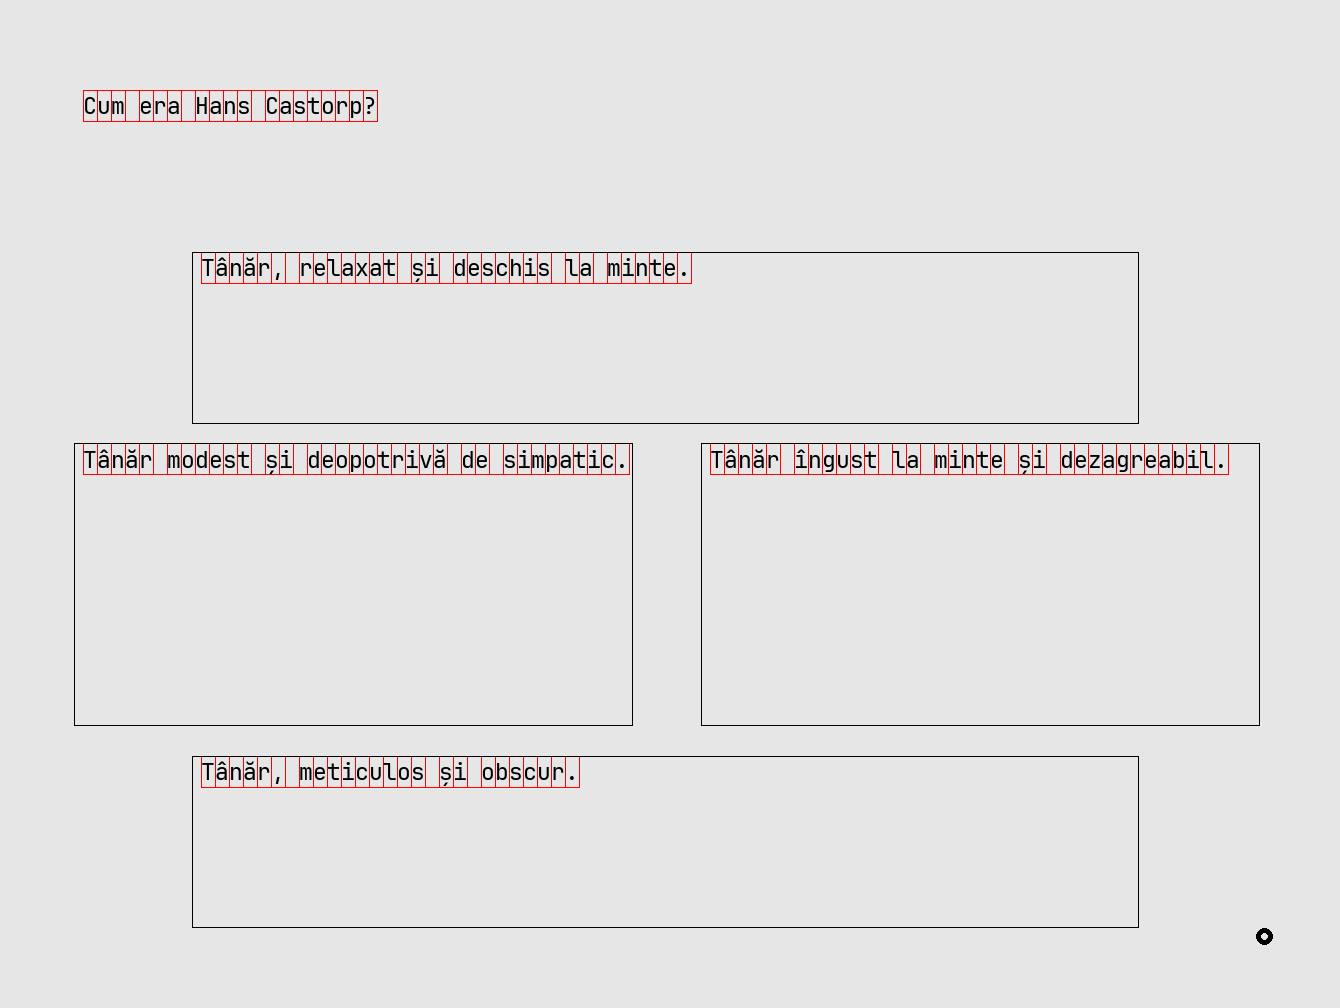 Cum era Hans Castorp?
Tânăr, relaxat și deschis la minte.
Tânăr modest și deopotrivă de simpatic.
Tânăr îngust la minte și dezagreabil.
Tânăr, meticulos și obscur.